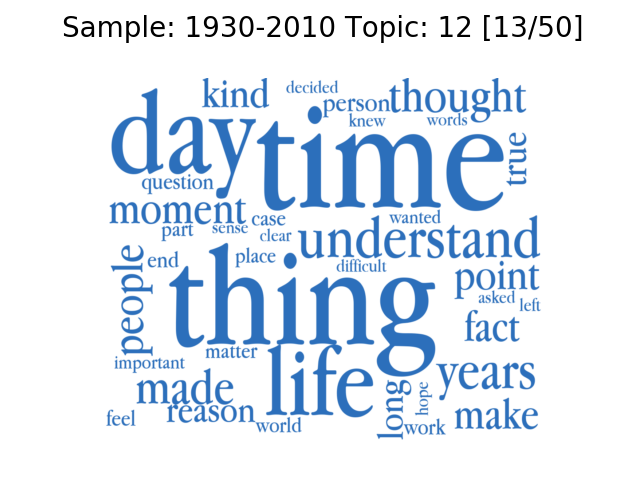 Sample: 1930-2010 Topic: 12 [13/50]
kind
decided
person
thought
knew
words
day
time
true
question
moment
case
wanted
part
sense
clear
understand
people
end
place
difficult
thing
point
asked
left
fact
important
matter
life
years
made
reason
long
hope
make
feel
world
work